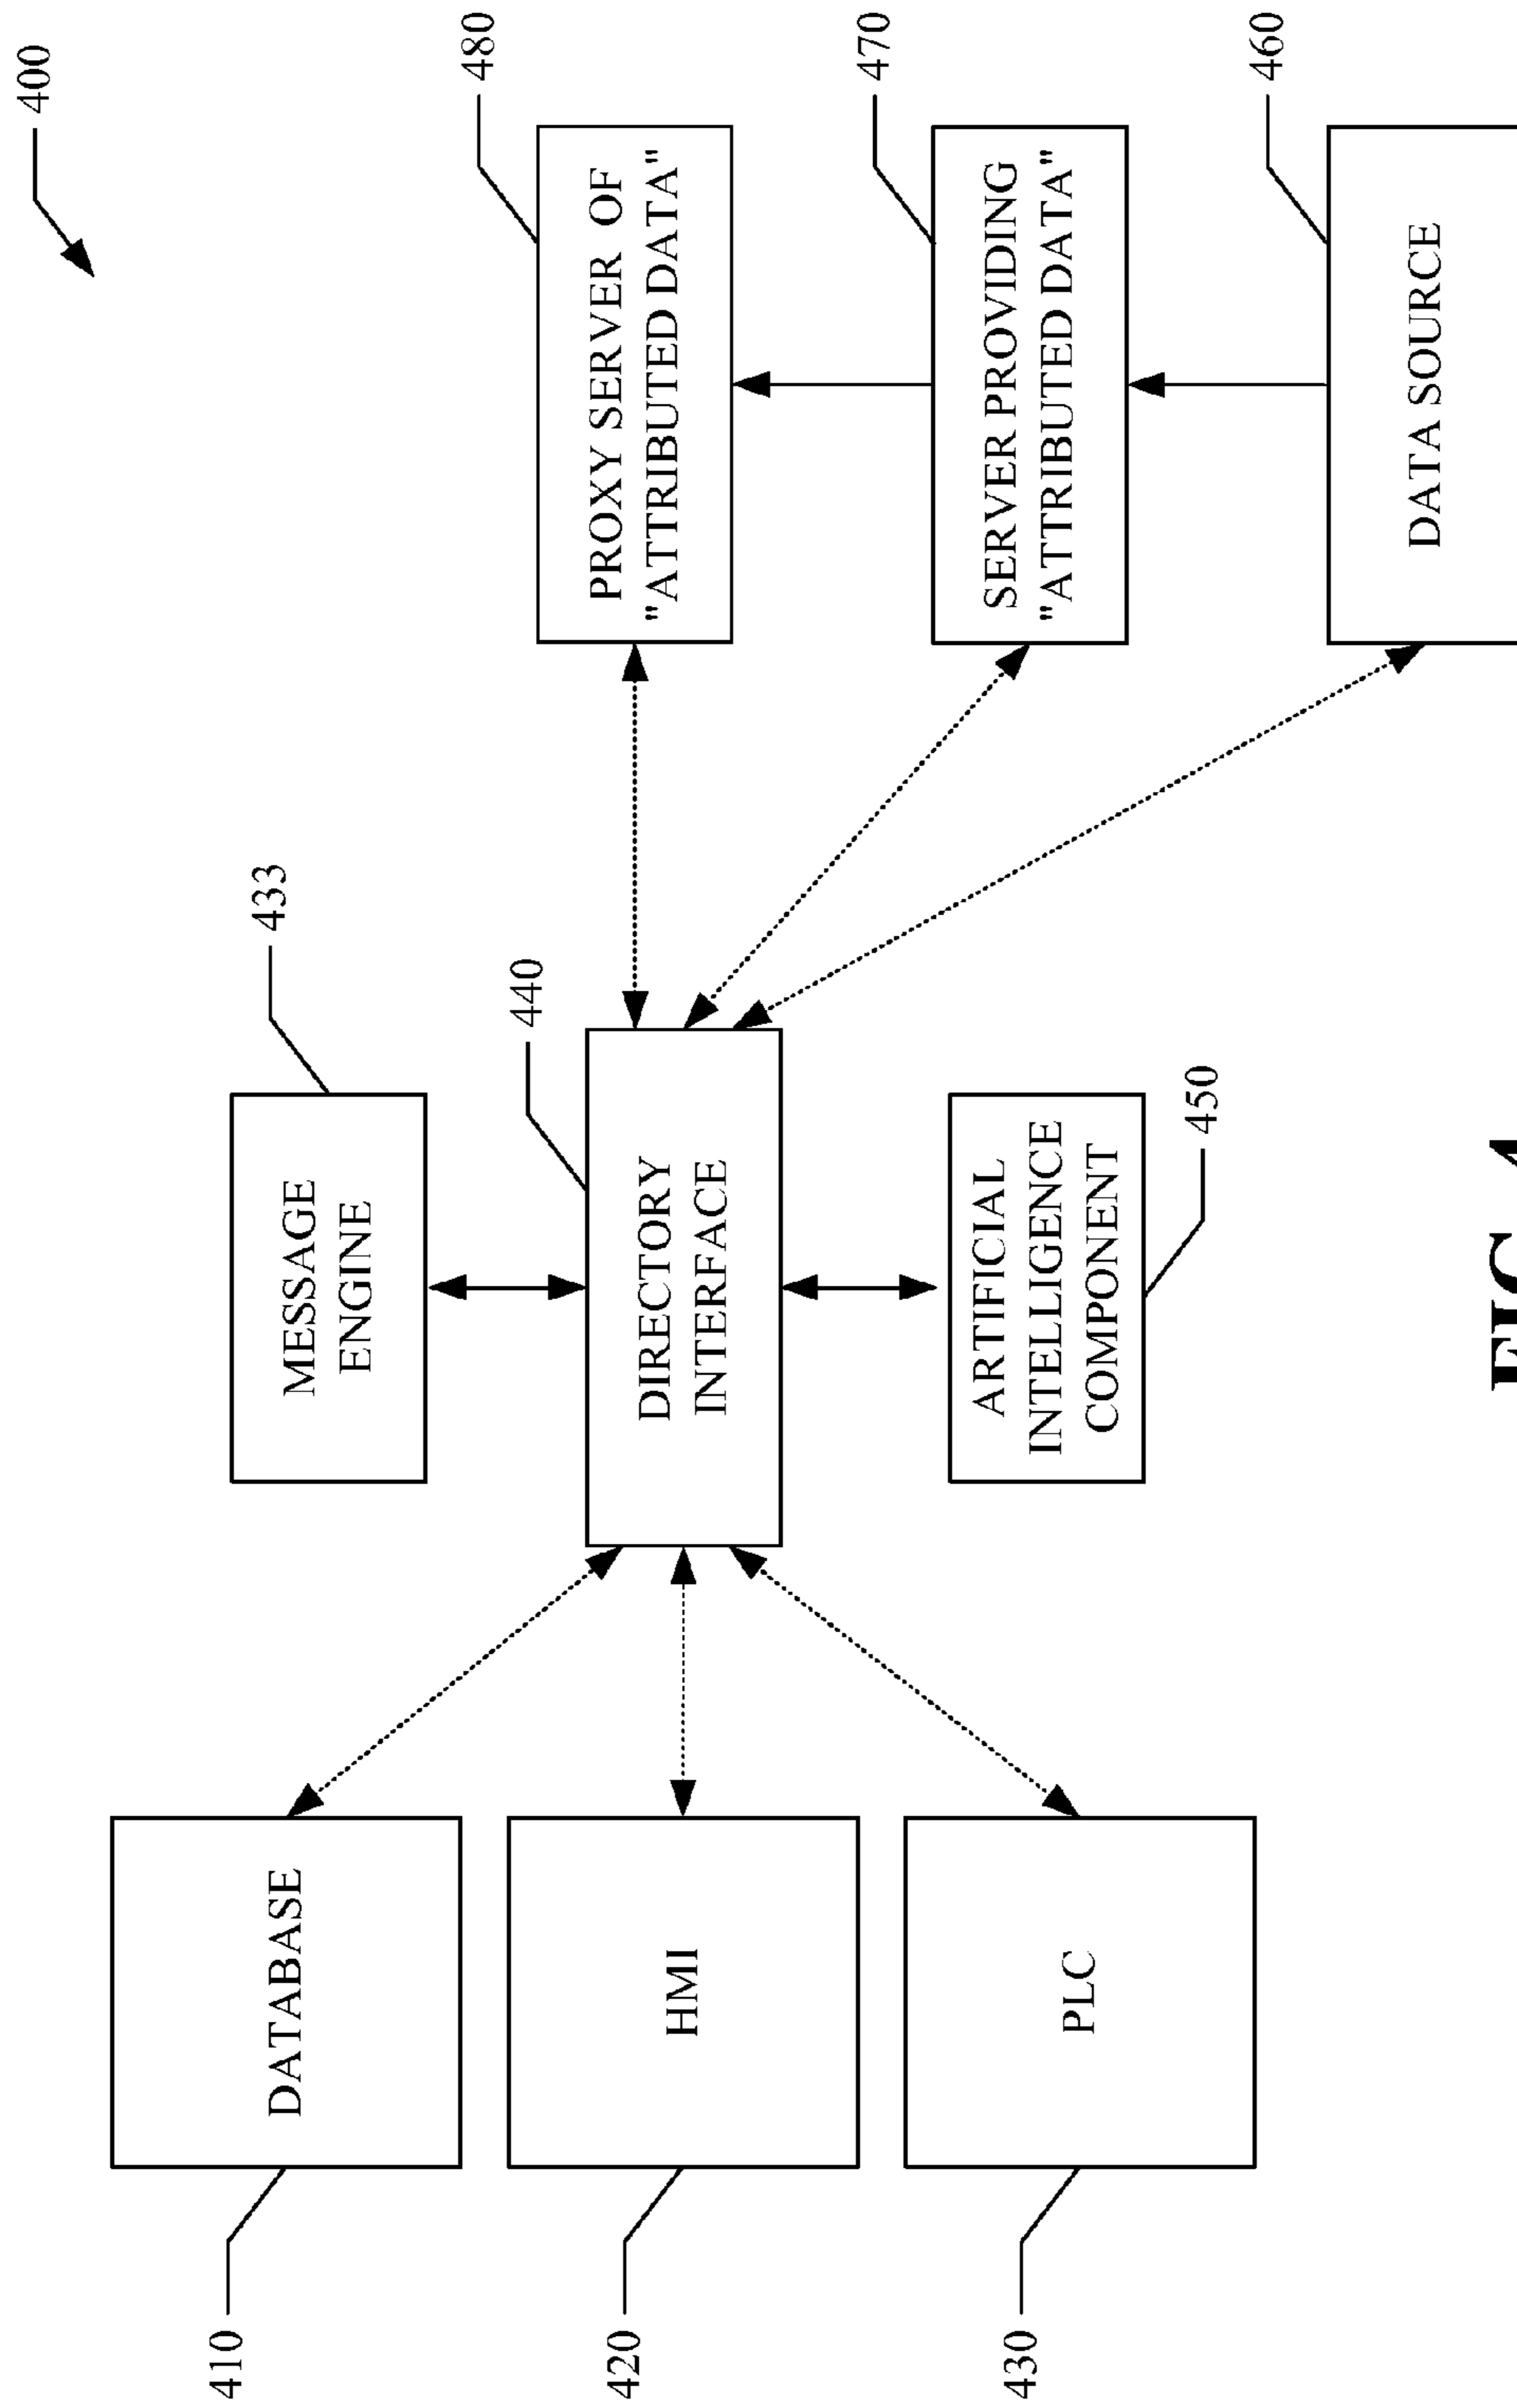 400
480
PROXY SERVER OF
"ATTRIBUTED DATA"
470
SERVER PROVIDING
"ATTRIBUTED DATA"
460
DATA SOURCE
433
MESSAGE
ENGINE
440
DIRECTORY
INTERFACE
450
ARTIFICIAL
INTELLIGENCE
COMPONENT
DATABASE
410
HMI
420
PLC
430